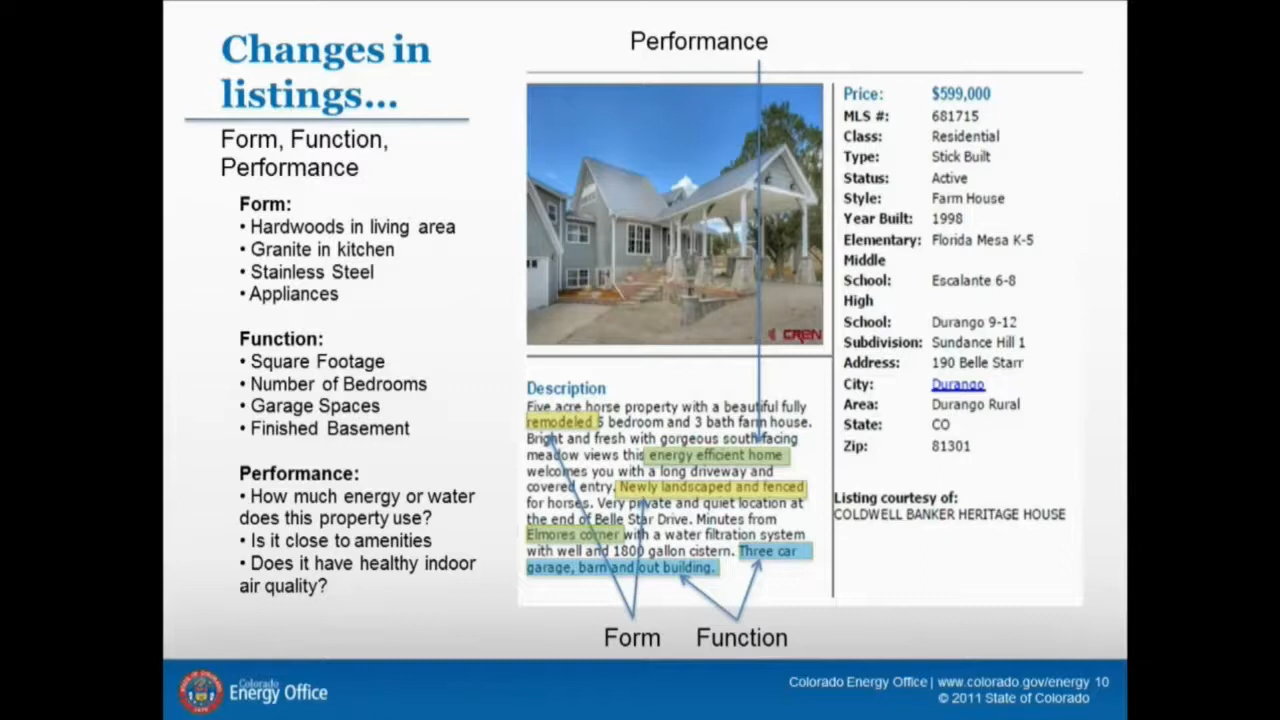 Changes in
listings...
Form, Function,
Performance
Form:
• Hardwoods in living area
• Granite in kitchen
• Stainless Steel
• Appliances
Function:
• Square Footage
• Number of Bedrooms
• Garage Spaces
• Finished Basement
Performance:
• How much energy or water
does this property use?
• Is it close to amenities
• Does it have healthy indoor
air quality?
Performance
CREN
Description
Five acre horse property with a beautiful fully
remodeled 5 bedroom and 3 bath farm house.
Bright and fresh with gorgeous south facing
meadow views this energy efficient home
welcomes you with a long driveway and
covered entry. Newly landscaped and fenced
for horses. Very private and quiet location at
the end of Belle Star Drive. Minutes from
Elmores corner with a water filtration system
with well and 1800 gallon cistern. Three car
garage, barn and out building.
Form
Function
Price: $599,000
MLS #: 681715
Class: Residential
Type: Stick Built
Status: Active
Style: Farm House
Year Built: 1998
Elementary: Florida Mesa K-5
Middle
School: Escalante 6-8
High
School: Durango 9-12
Subdivision: Sundance Hill 1
Address: 190 Belle Starr
City: Durango
Area: Durango Rural
State: CO
Zip: 81301
Listing courtesy of:
COLDWELL BANKER HERITAGE HOUSE
Colorado
Energy Office
Colorado Energy Office | www.colorado.gov/energy 10
© 2011 State of Colorado